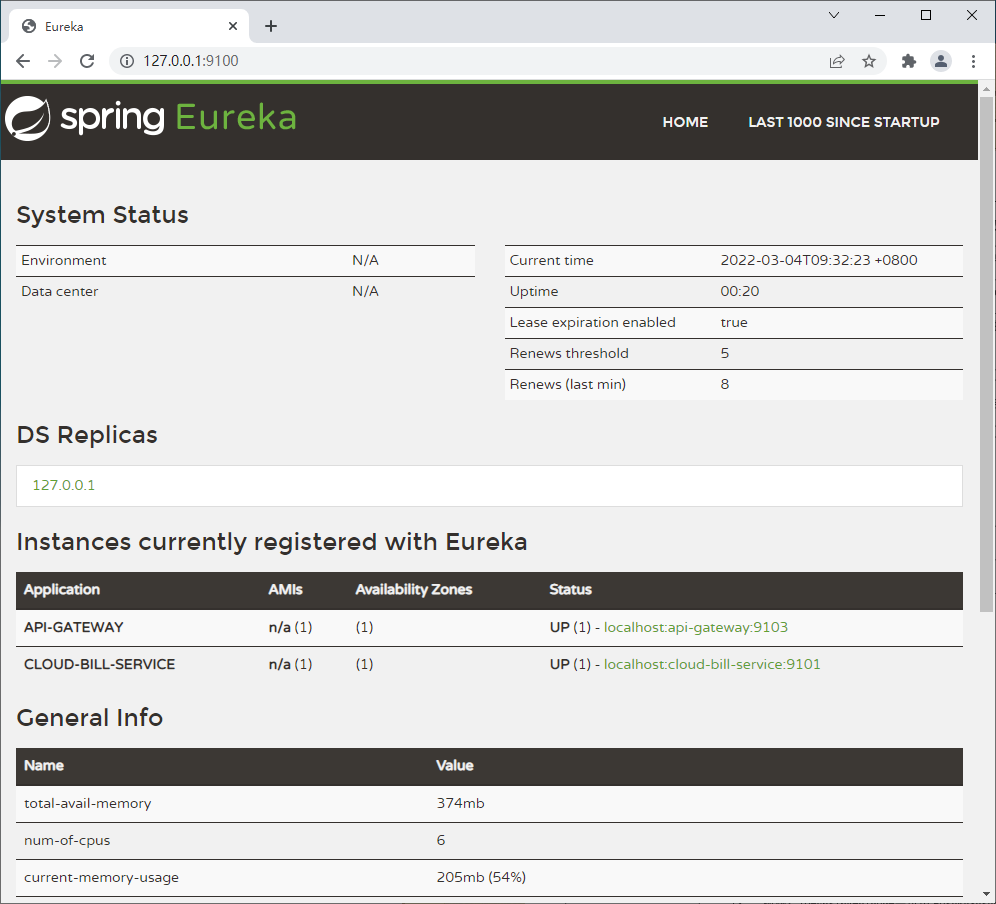 Eureka
127.0.0.1:9100
spring Eureka
HOME LAST 1000 SINCE STARTUP
System Status
Environment N/A
Data center N/A
Current time 2022-03-04T09:32:23 +0800
Uptime 00:20
Lease expiration enabled true
Renews threshold 5
Renews (last min) 8
DS Replicas
127.0.0.1
Instances currently registered with Eureka
Application AMIs Availability Zones Status
API-GATEWAY n/a (1) (1) UP (1) - localhost:api-gateway:9103
CLOUD-BILL-SERVICE n/a (1) (1) UP (1) - localhost:cloud-bill-service:9101
General Info
Name Value
total-avail-memory 374mb
num-of-cpus 6
current-memory-usage 205mb (54%)